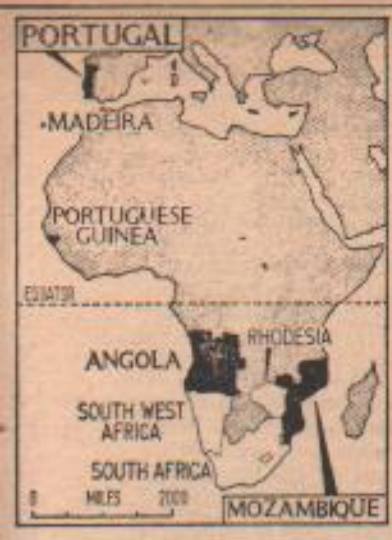 PORTUGAL
MADEIRA
PORTUGUESE
GUINEA
EQUATOR
RHODESIA
ANGOLA
SOUTH WEST
AFRICA
SOUTH AFRICA
0 MILES 2000
MOZAMBIQUE